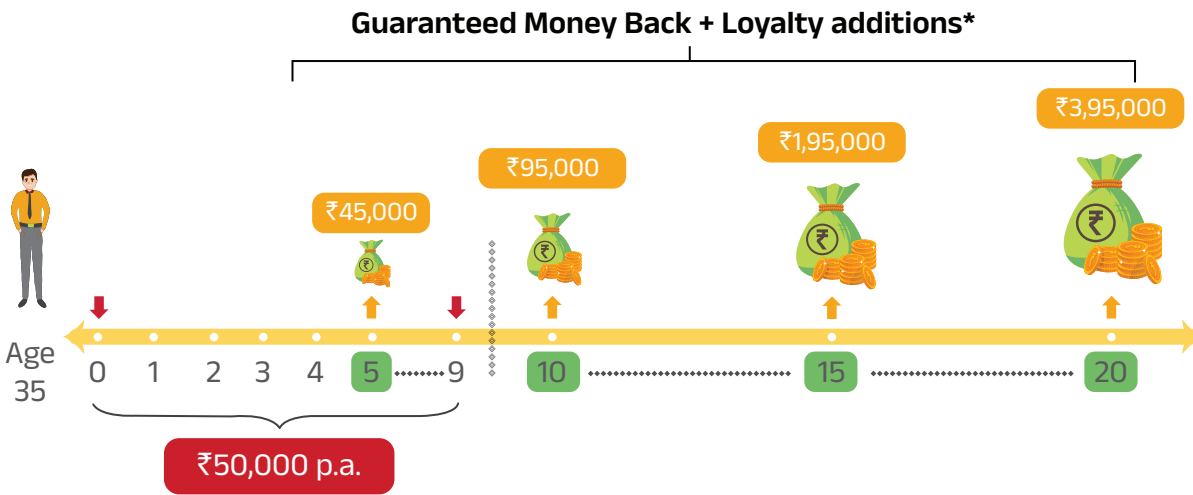 Guaranteed Money Back + Loyalty additions*
₹3,95,000
₹1,95,000
₹95,000
₹45,000
₹
₹
₹
₹
Age
35
0 1 2 3 4 5 9 10 15 20
₹50,000 p.a.